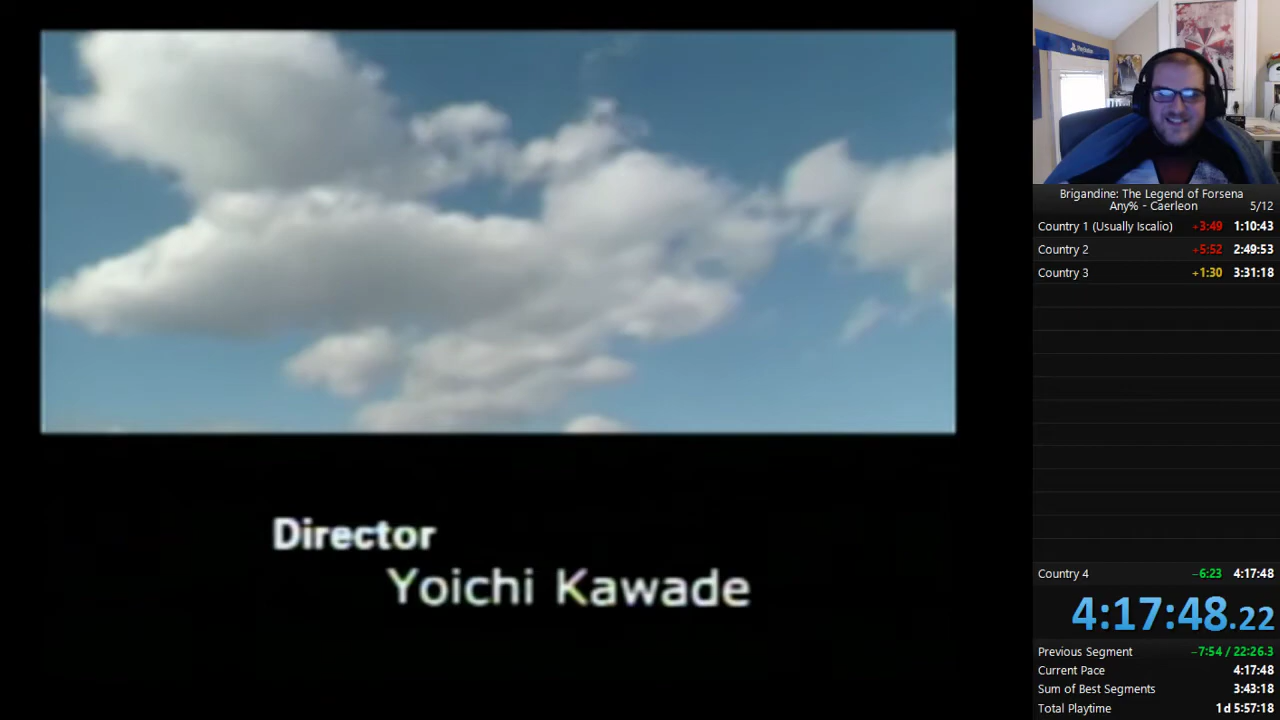 Director
Yoichi Kawade
PlayStation
Brigandine: The Legend of Forsena
Any% - Caerleon 5/12
Country 1 (Usually Iscalio) +3:49 1:10:43
Country 2 +5:52 2:49:53
Country 3 +1:30 3:31:18
Country 4 −6:23 4:17:48
4:17:48.22
Previous Segment −7:54 / 22:26.3
Current Pace 4:17:48
Sum of Best Segments 3:43:18
Total Playtime 1 d 5:57:18